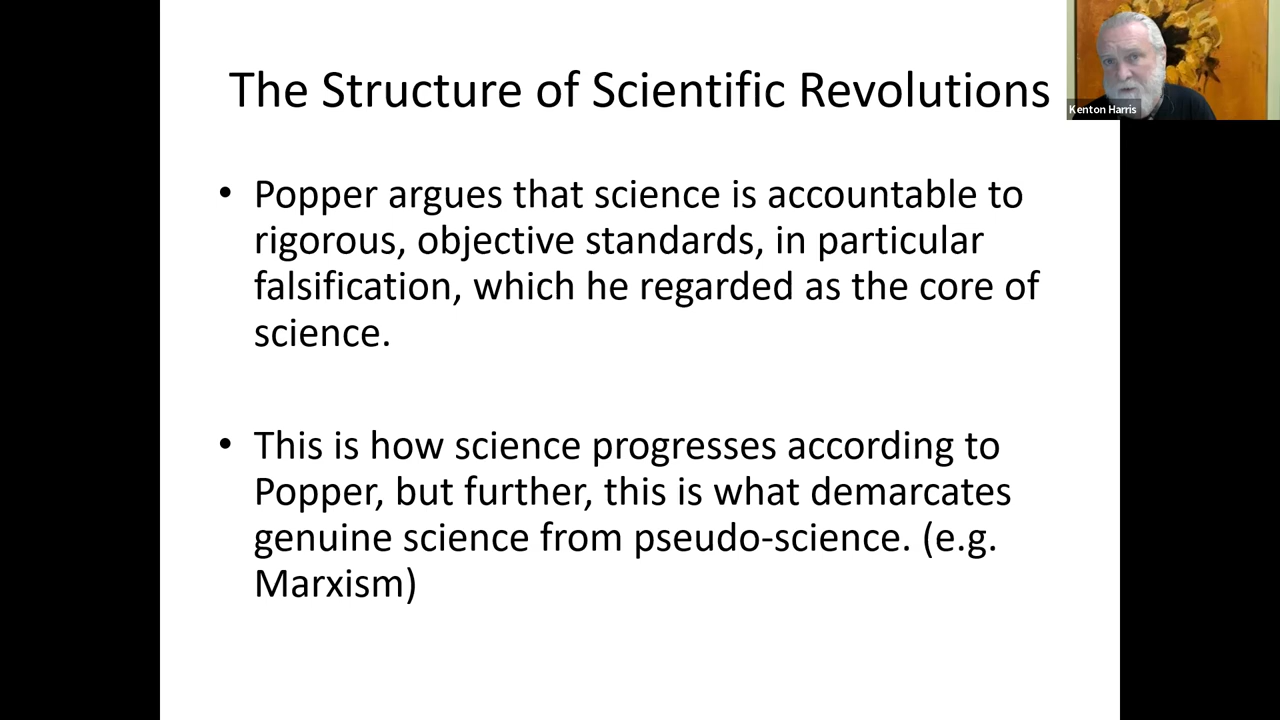 The Structure of Scientific Revolutions
Kenton Harris
• Popper argues that science is accountable to
rigorous, objective standards, in particular
falsification, which he regarded as the core of
science.
• This is how science progresses according to
Popper, but further, this is what demarcates
genuine science from pseudo-science. (e.g.
Marxism)